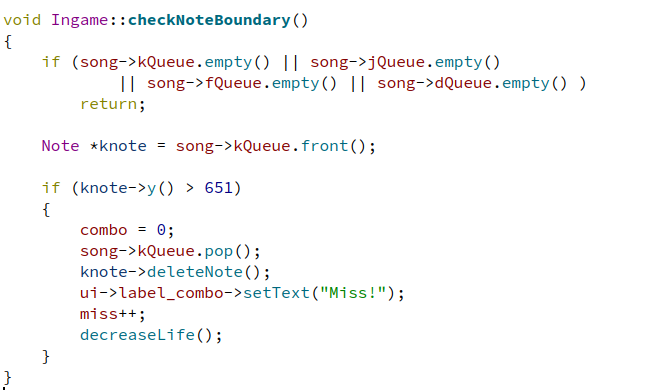 void Ingame::checkNoteBoundary()
{
    if (song->kQueue.empty() || song->jQueue.empty()
            || song->fQueue.empty() || song->dQueue.empty() )
        return;

    Note *knote = song->kQueue.front();

    if (knote->y() > 651)
    {
        combo = 0;
        song->kQueue.pop();
        knote->deleteNote();
        ui->label_combo->setText("Miss!");
        miss++;
        decreaseLife();
    }
}